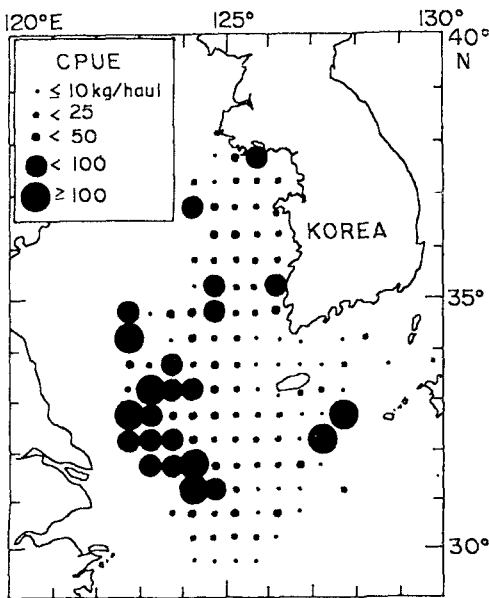 120°E 125° 130°
40°
N
CPUE
≤ 10 kg/haul
< 25
< 50
< 100
≥ 100
KOREA
35°
30°